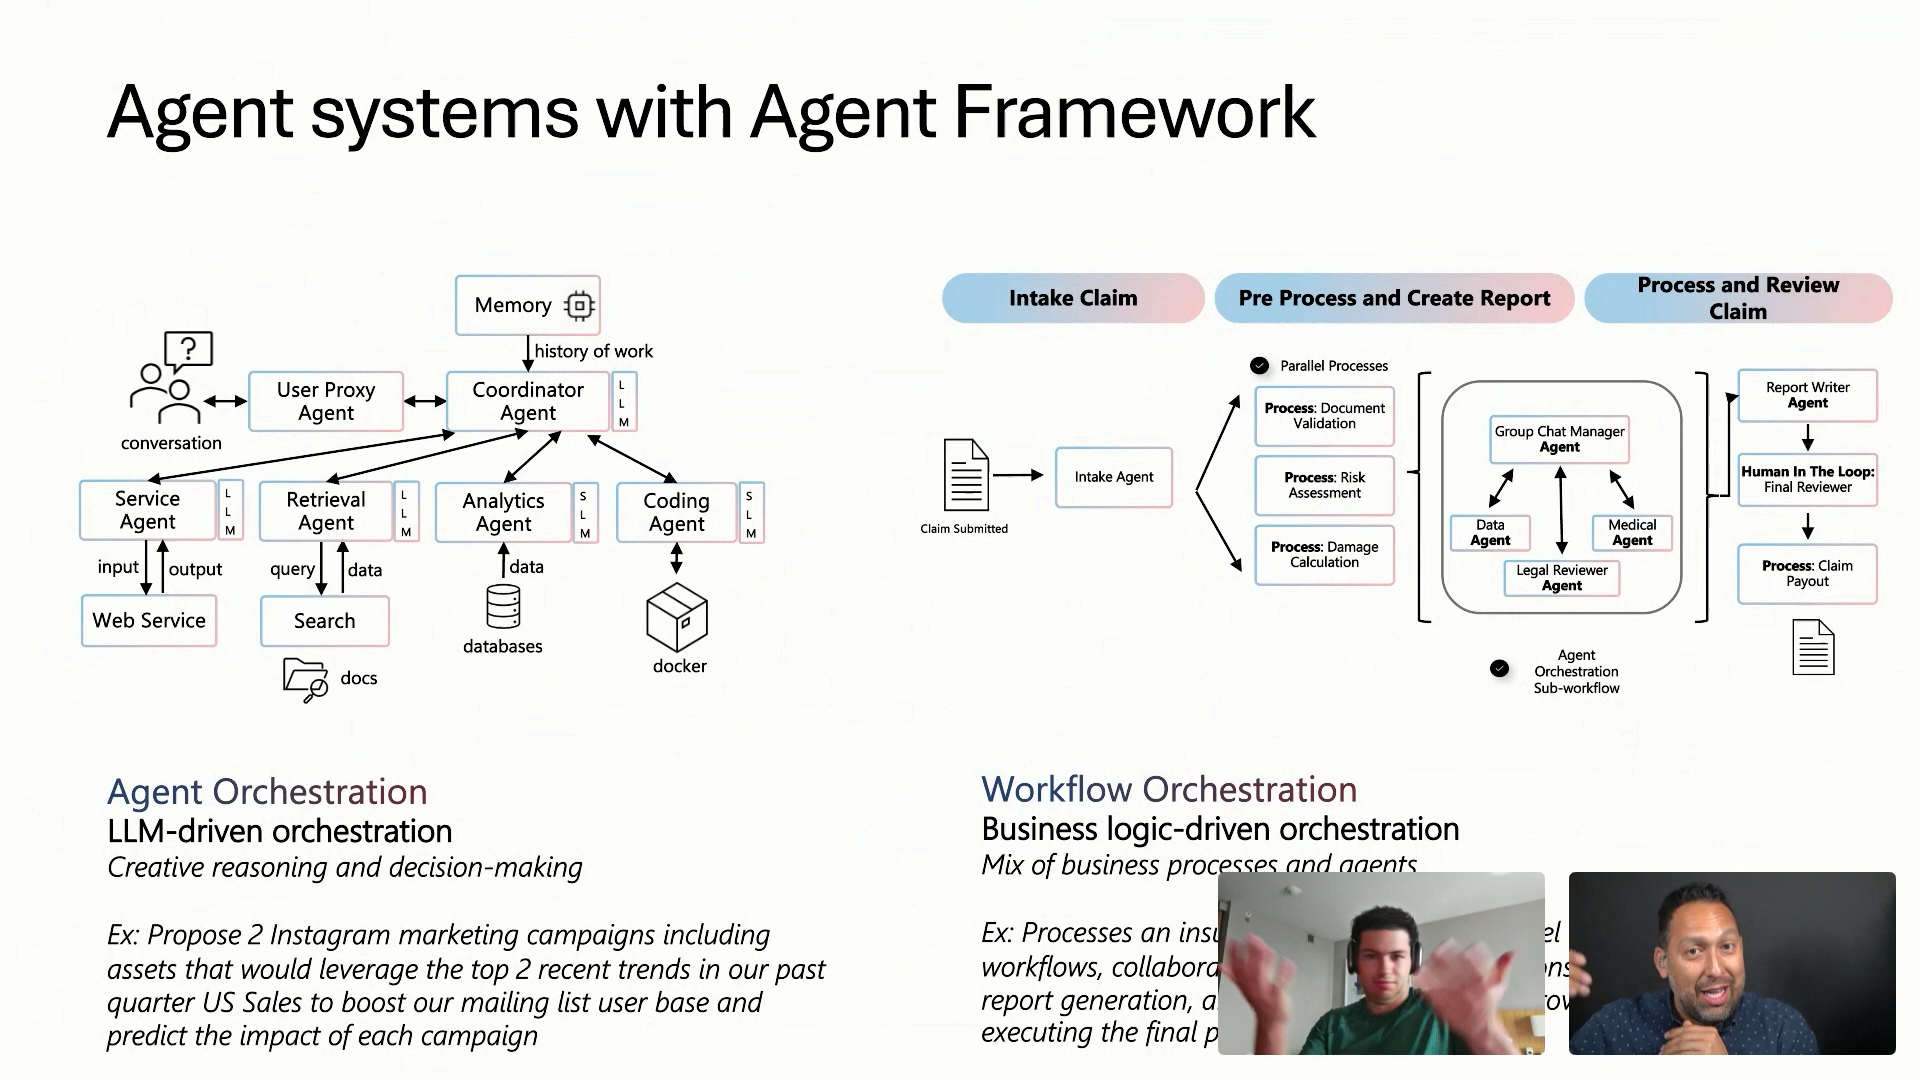 Agent systems with Agent Framework
Memory
history of work
?
conversation
User Proxy
Agent
Coordinator
Agent
L
L
M
Service
Agent
L
L
M
Retrieval
Agent
L
L
M
Analytics
Agent
S
L
M
Coding
Agent
S
L
M
input
output
query
data
data
Web Service
Search
databases
docker
docs
Agent Orchestration
LLM-driven orchestration
Creative reasoning and decision-making
Ex: Propose 2 Instagram marketing campaigns including
assets that would leverage the top 2 recent trends in our past
quarter US Sales to boost our mailing list user base and
predict the impact of each campaign
Intake Claim
Pre Process and Create Report
Process and Review
Claim
Claim Submitted
Intake Agent
Parallel Processes
Process: Document
Validation
Process: Risk
Assessment
Process: Damage
Calculation
Group Chat Manager
Agent
Data
Agent
Medical
Agent
Legal Reviewer
Agent
Agent
Orchestration
Sub-workflow
Report Writer
Agent
Human In The Loop:
Final Reviewer
Process: Claim
Payout
Workflow Orchestration
Business logic-driven orchestration
Mix of business processes and agents
Ex: Processes an
workflows,
report generation,
executing the final